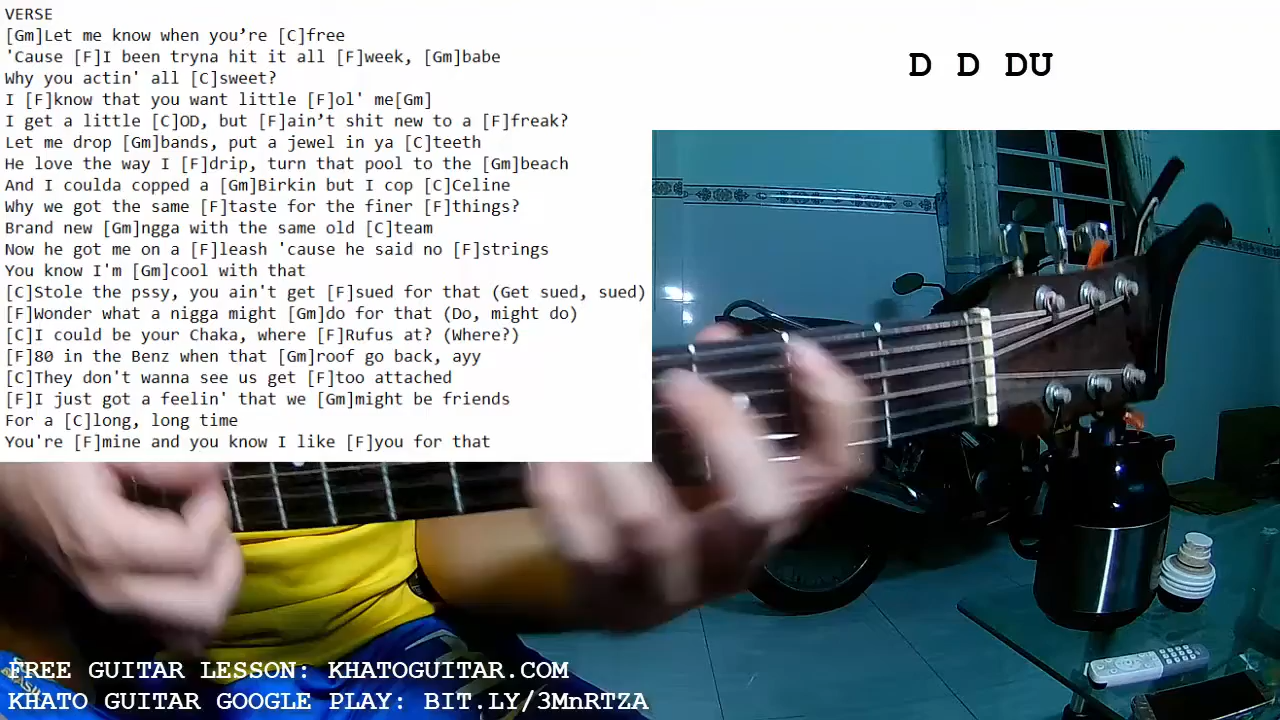 VERSE
[Gm]Let me know when you’re [C]free
'Cause [F]I been tryna hit it all [F]week, [Gm]babe
Why you actin' all [C]sweet?
I [F]know that you want little [F]ol' me[Gm]
I get a little [C]OD, but [F]ain’t shit new to a [F]freak?
Let me drop [Gm]bands, put a jewel in ya [C]teeth
He love the way I [F]drip, turn that pool to the [Gm]beach
And I coulda copped a [Gm]Birkin but I cop [C]Celine
Why we got the same [F]taste for the finer [F]things?
Brand new [Gm]ngga with the same old [C]team
Now he got me on a [F]leash 'cause he said no [F]strings
You know I'm [Gm]cool with that
[C]Stole the pssy, you ain't get [F]sued for that (Get sued, sued)
[F]Wonder what a nigga might [Gm]do for that (Do, might do)
[C]I could be your Chaka, where [F]Rufus at? (Where?)
[F]80 in the Benz when that [Gm]roof go back, ayy
[C]They don't wanna see us get [F]too attached
[F]I just got a feelin' that we [Gm]might be friends
For a [C]long, long time
You're [F]mine and you know I like [F]you for that
D D DU
FREE GUITAR LESSON: KHATOGUITAR.COM
KHATO GUITAR GOOGLE PLAY: BIT.LY/3MnRTZA